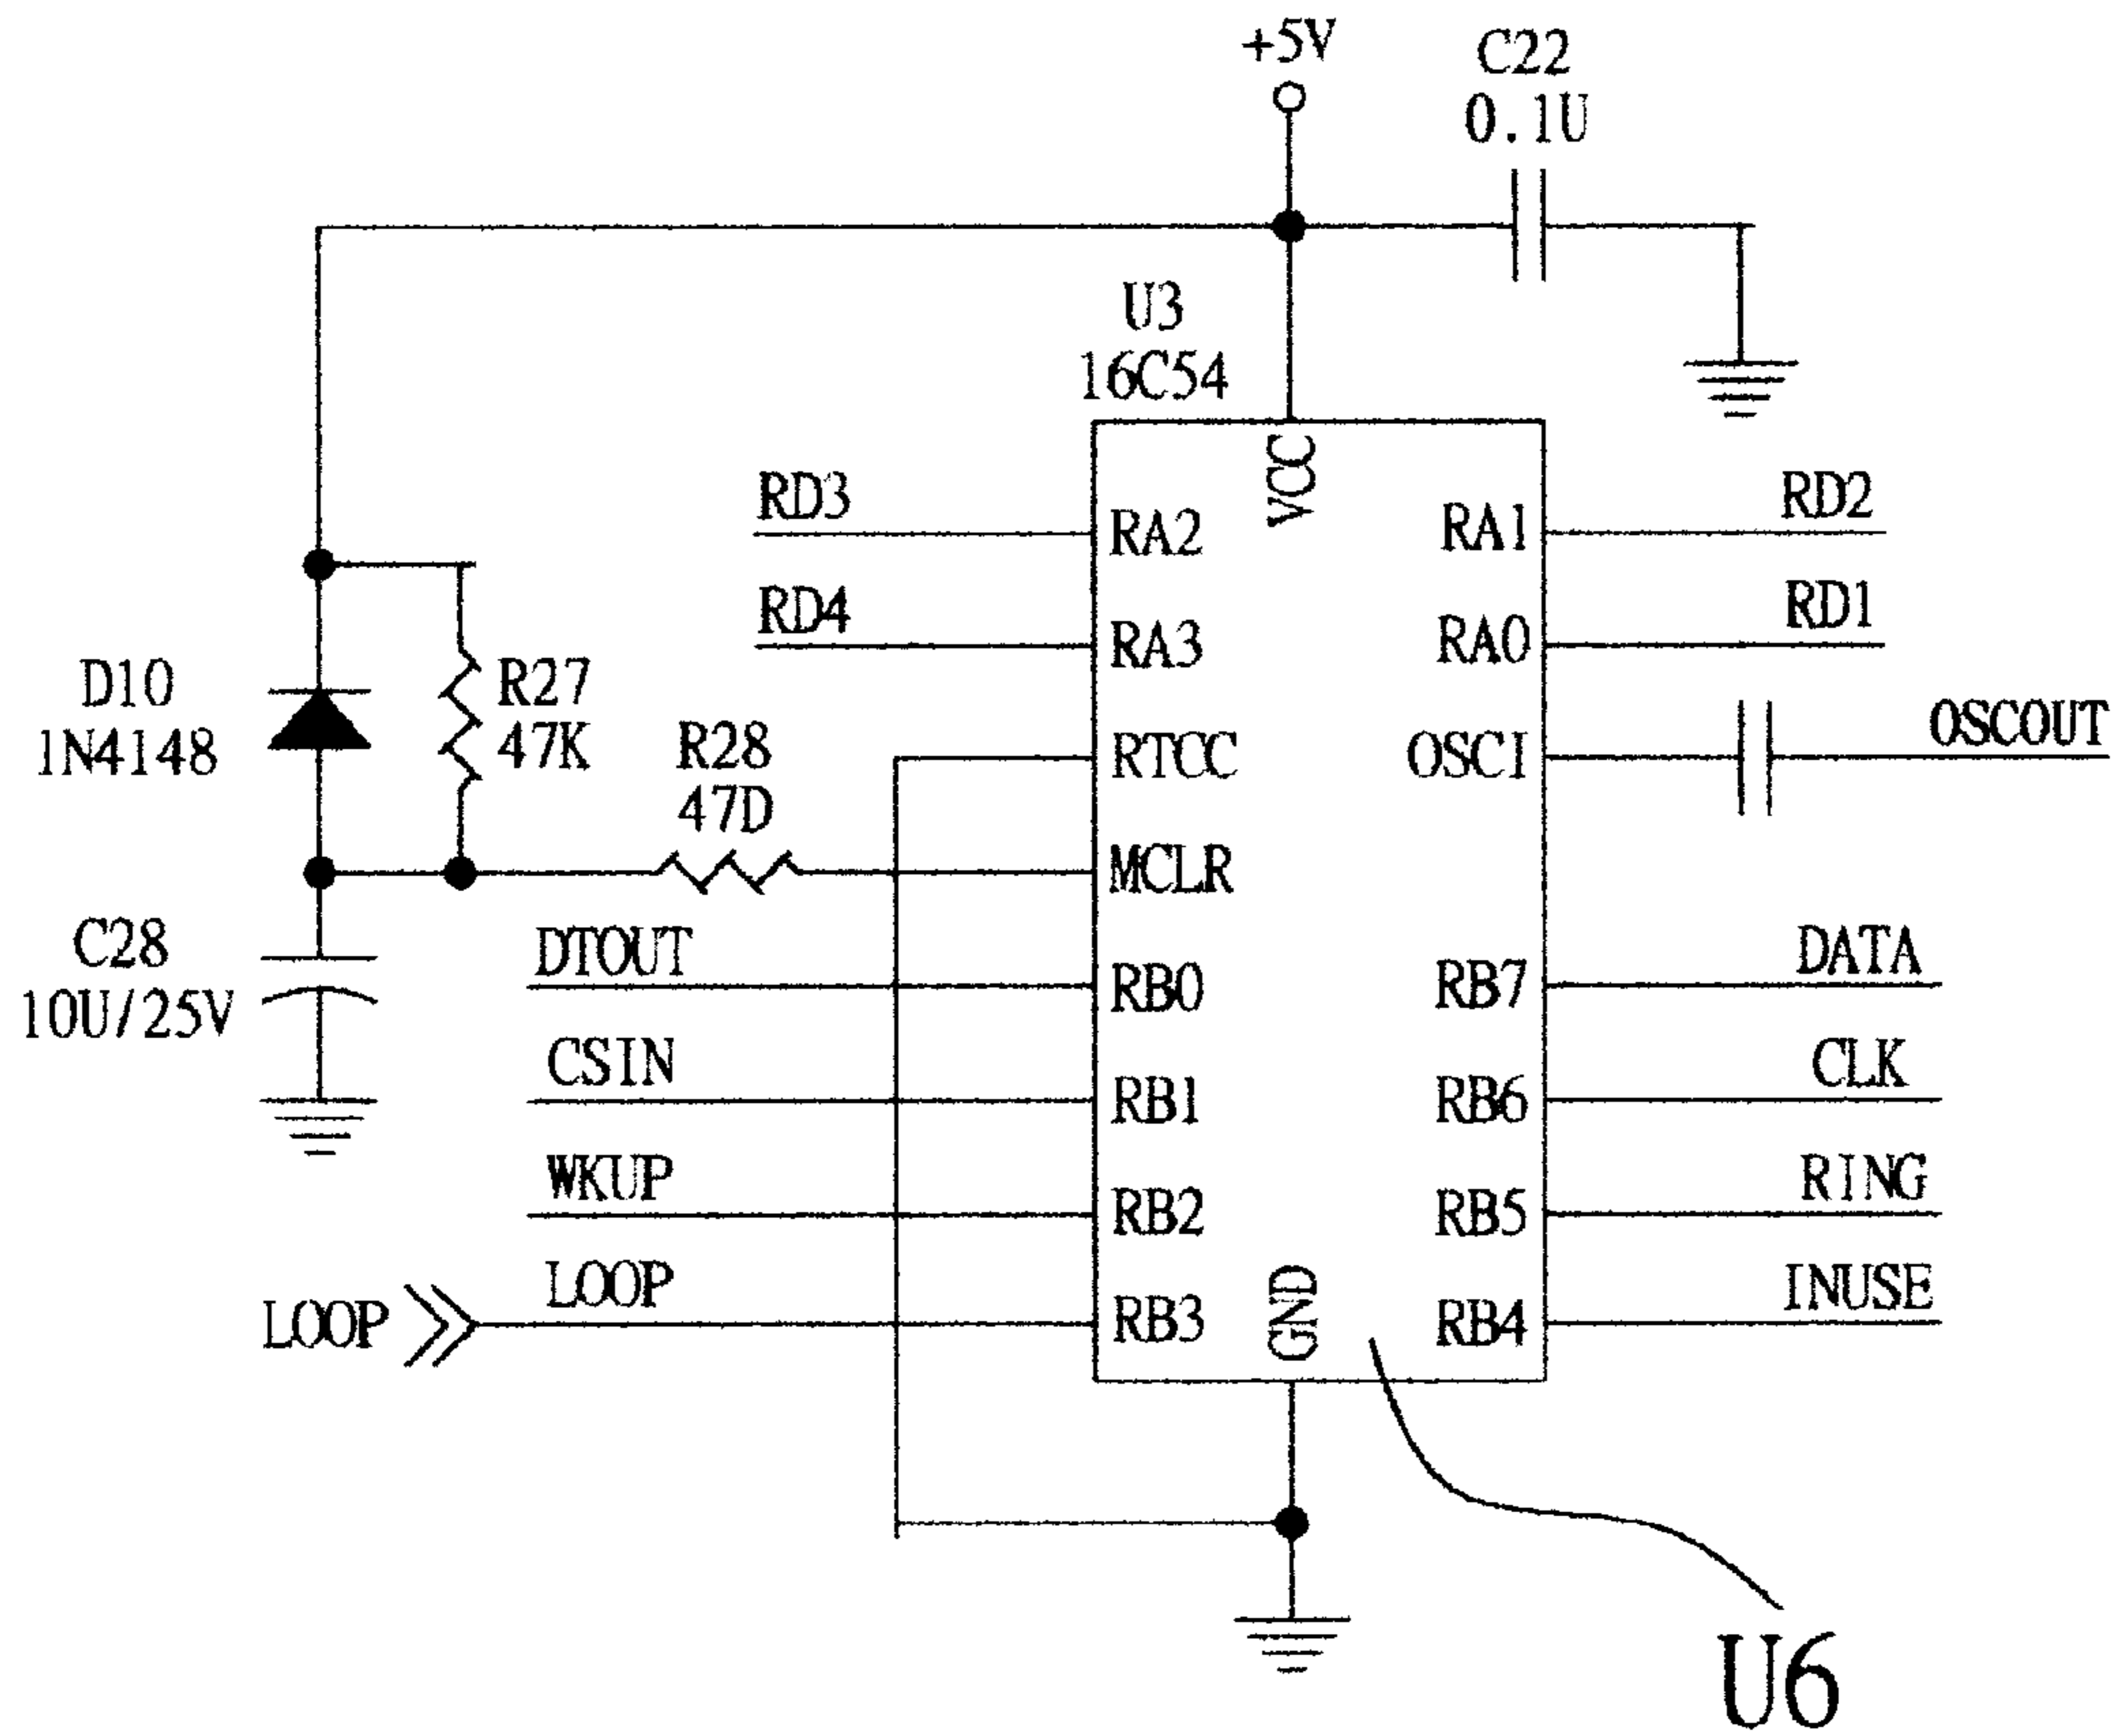 +5V
C22
0.1U
U3
16C54
VCC
RD3
RA2
RA1
RD2
RD4
RA3
RA0
RD1
D10
1N4148
R27
47K
R28
47D
RTCC
OSCI
OSCOUT
MCLR
C28
10U/25V
DTOUT
RB0
RB7
DATA
CSIN
RB1
RB6
CLK
WKUP
RB2
RB5
RING
LOOP
LOOP
RB3
GND
RB4
INUSE
U6